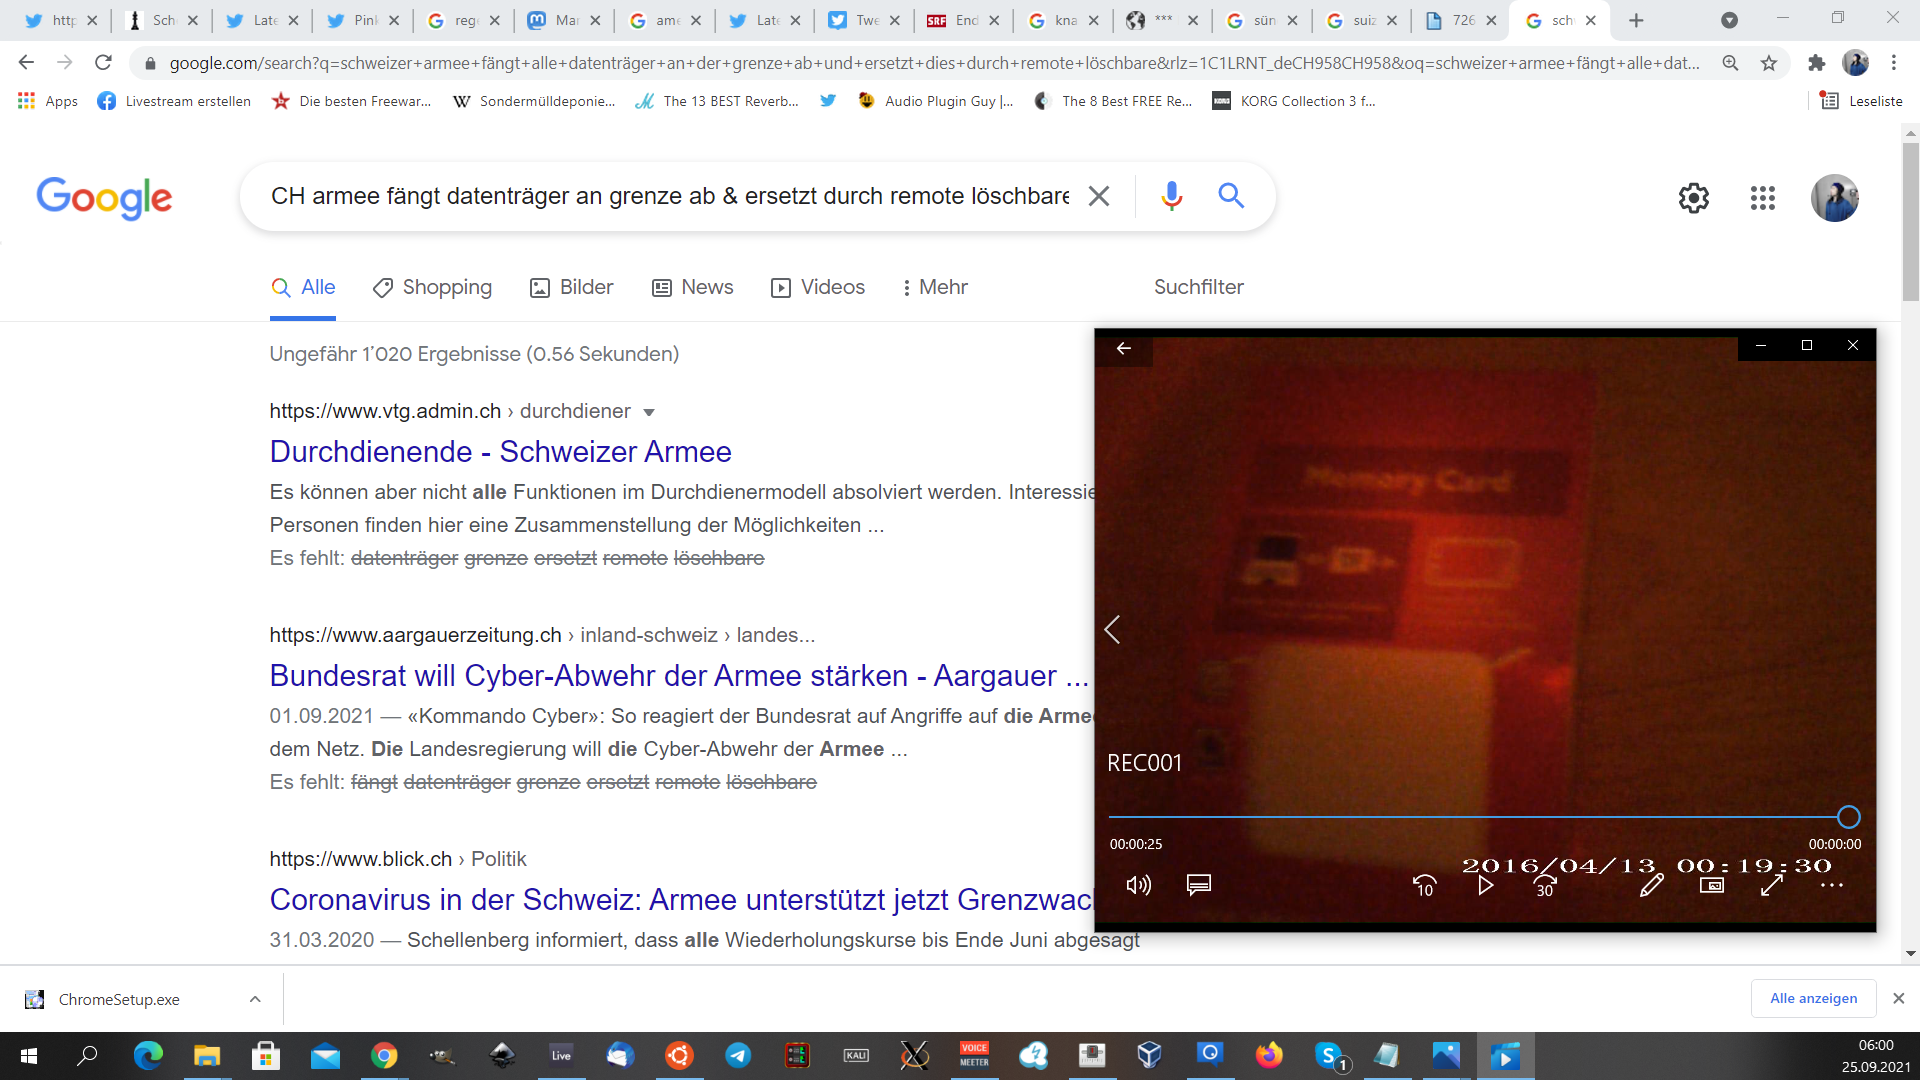 http
Sch
Late
Pink
reg
Mar
ame
Late
Twe
SRF
End
kna
***
sün
suiz
726
sch
google.com/search?q=schweizer+armee+fängt+alle+datenträger+an+der+grenze+ab+und+ersetzt+dies+durch+remote+löschbare&rlz=1C1LRNT_deCH958CH958&oq=schweizer+armee+fängt+alle+dat...
Apps
Livestream erstellen
Die besten Freewar...
Sondermülldeponie...
The 13 BEST Reverb...
Audio Plugin Guy |...
The 8 Best FREE Re...
KORG
KORG Collection 3 f...
Leseliste
Google
CH armee fängt datenträger an grenze ab & ersetzt durch remote löschbare
Alle
Shopping
Bilder
News
Videos
Mehr
Suchfilter
Ungefähr 1’020 Ergebnisse (0.56 Sekunden)
https://www.vtg.admin.ch › durchdiener
Durchdienende - Schweizer Armee
Es können aber nicht alle Funktionen im Durchdienermodell absolviert werden. Interessie
Personen finden hier eine Zusammenstellung der Möglichkeiten ...
Es fehlt: datenträger grenze ersetzt remote löschbare
https://www.aargauerzeitung.ch › inland-schweiz › landes...
Bundesrat will Cyber-Abwehr der Armee stärken - Aargauer ...
01.09.2021 — «Kommando Cyber»: So reagiert der Bundesrat auf Angriffe auf die Armee
dem Netz. Die Landesregierung will die Cyber-Abwehr der Armee ...
Es fehlt: fängt datenträger grenze ersetzt remote löschbare
https://www.blick.ch › Politik
Coronavirus in der Schweiz: Armee unterstützt jetzt Grenzwac
31.03.2020 — Schellenberg informiert, dass alle Wiederholungskurse bis Ende Juni abgesagt
Memory Card
REC001
00:00:25
00:00:00
2016/04/13 00:19:30
10
30
ChromeSetup.exe
Alle anzeigen
Live
KALI
VOICE
MEETER
1
06:00
25.09.2021